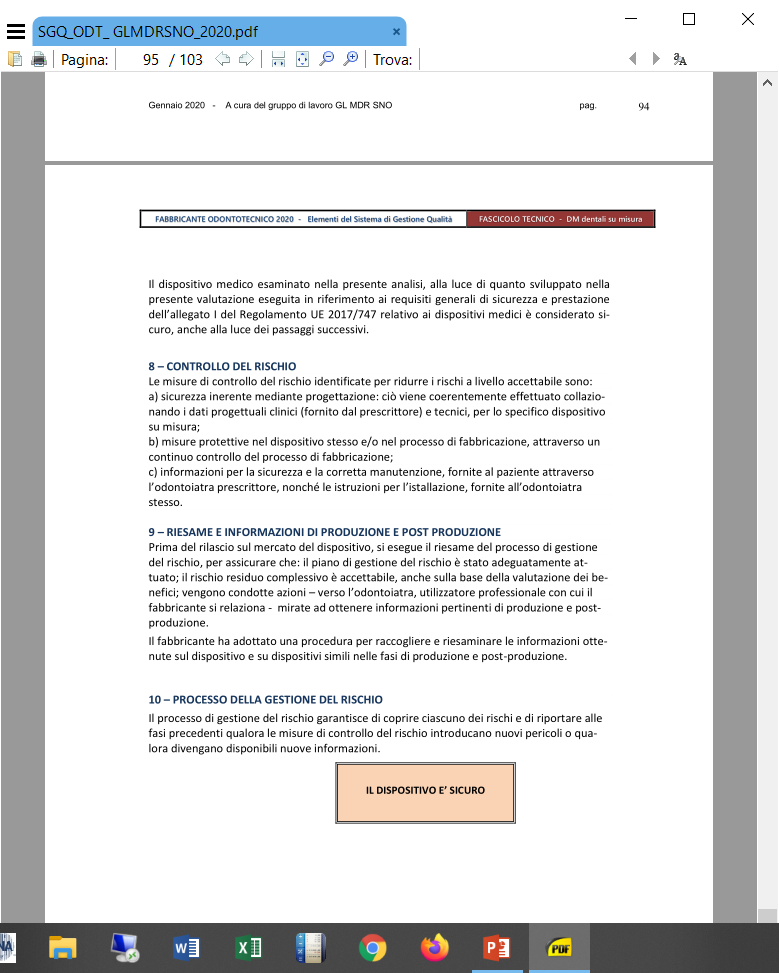 SGQ_ODT_ GLMDRSNO_2020.pdf
Pagina: 95 / 103 Trova:
Gennaio 2020 - A cura del gruppo di lavoro GL MDR SNO pag. 94
FABBRICANTE ODONTOTECNICO 2020 - Elementi del Sistema di Gestione Qualità FASCICOLO TECNICO - DM dentali su misura
Il dispositivo medico esaminato nella presente analisi, alla luce di quanto sviluppato nella
presente valutazione eseguita in riferimento ai requisiti generali di sicurezza e prestazione
dell'allegato I del Regolamento UE 2017/747 relativo ai dispositivi medici è considerato si-
curo, anche alla luce dei passaggi successivi.
8 – CONTROLLO DEL RISCHIO
Le misure di controllo del rischio identificate per ridurre i rischi a livello accettabile sono:
a) sicurezza inerente mediante progettazione: ciò viene coerentemente effettuato collazio-
nando i dati progettuali clinici (fornito dal prescrittore) e tecnici, per lo specifico dispositivo
su misura;
b) misure protettive nel dispositivo stesso e/o nel processo di fabbricazione, attraverso un
continuo controllo del processo di fabbricazione;
c) informazioni per la sicurezza e la corretta manutenzione, fornite al paziente attraverso
l'odontoiatra prescrittore, nonché le istruzioni per l'istallazione, fornite all'odontoiatra
stesso.
9 – RIESAME E INFORMAZIONI DI PRODUZIONE E POST PRODUZIONE
Prima del rilascio sul mercato del dispositivo, si esegue il riesame del processo di gestione
del rischio, per assicurare che: il piano di gestione del rischio è stato adeguatamente at-
tuato; il rischio residuo complessivo è accettabile, anche sulla base della valutazione dei be-
nefici; vengono condotte azioni – verso l'odontoiatra, utilizzatore professionale con cui il
fabbricante si relaziona - mirate ad ottenere informazioni pertinenti di produzione e post-
produzione.
Il fabbricante ha adottato una procedura per raccogliere e riesaminare le informazioni otte-
nute sul dispositivo e su dispositivi simili nelle fasi di produzione e post-produzione.
10 – PROCESSO DELLA GESTIONE DEL RISCHIO
Il processo di gestione del rischio garantisce di coprire ciascuno dei rischi e di riportare alle
fasi precedenti qualora le misure di controllo del rischio introducano nuovi pericoli o qua-
lora divengano disponibili nuove informazioni.
IL DISPOSITIVO E' SICURO
PDF